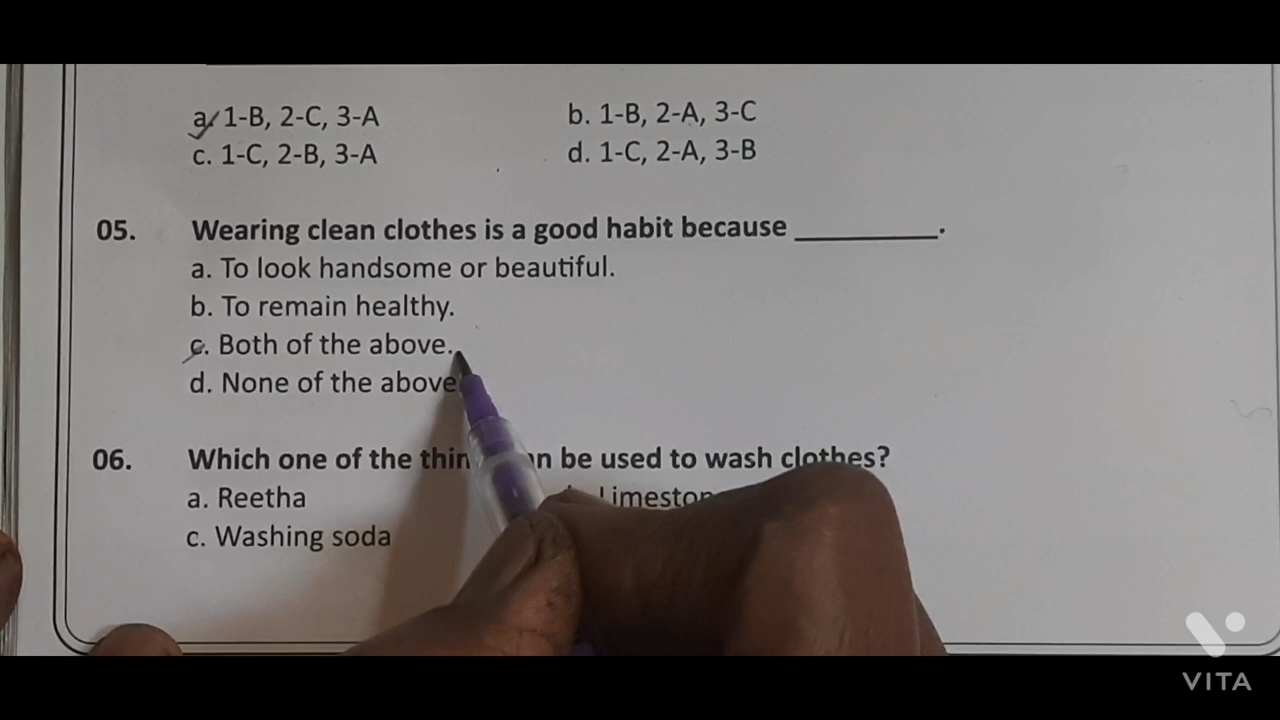 a. 1-B, 2-C, 3-A b. 1-B, 2-A, 3-C
c. 1-C, 2-B, 3-A d. 1-C, 2-A, 3-B
05. Wearing clean clothes is a good habit because __________.
a. To look handsome or beautiful.
b. To remain healthy.
c. Both of the above.
d. None of the above
06. Which one of the be used to wash clothes?
a. Reetha
c. Washing soda
VITA